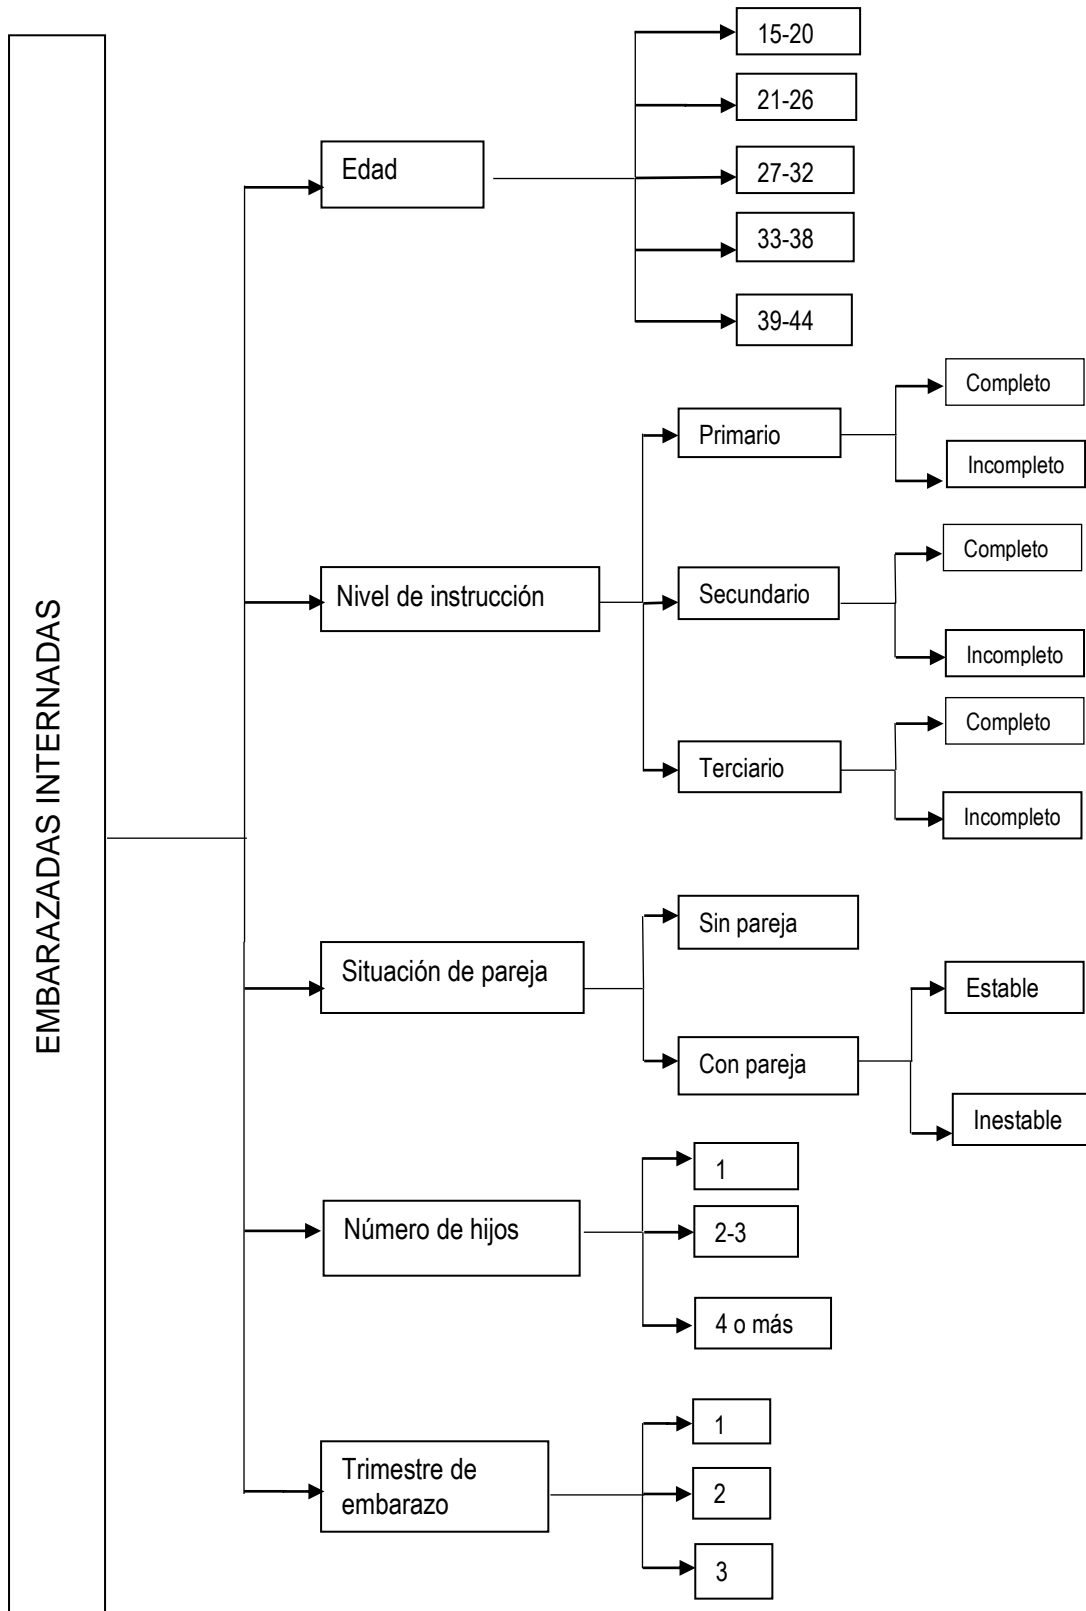 EMBARAZADAS INTERNADAS
Edad
15-20
21-26
27-32
33-38
39-44
Nivel de instrucción
Primario
Completo
Incompleto
Secundario
Completo
Incompleto
Terciario
Completo
Incompleto
Situación de pareja
Sin pareja
Con pareja
Estable
Inestable
Número de hijos
1
2-3
4 o más
Trimestre de
embarazo
1
2
3